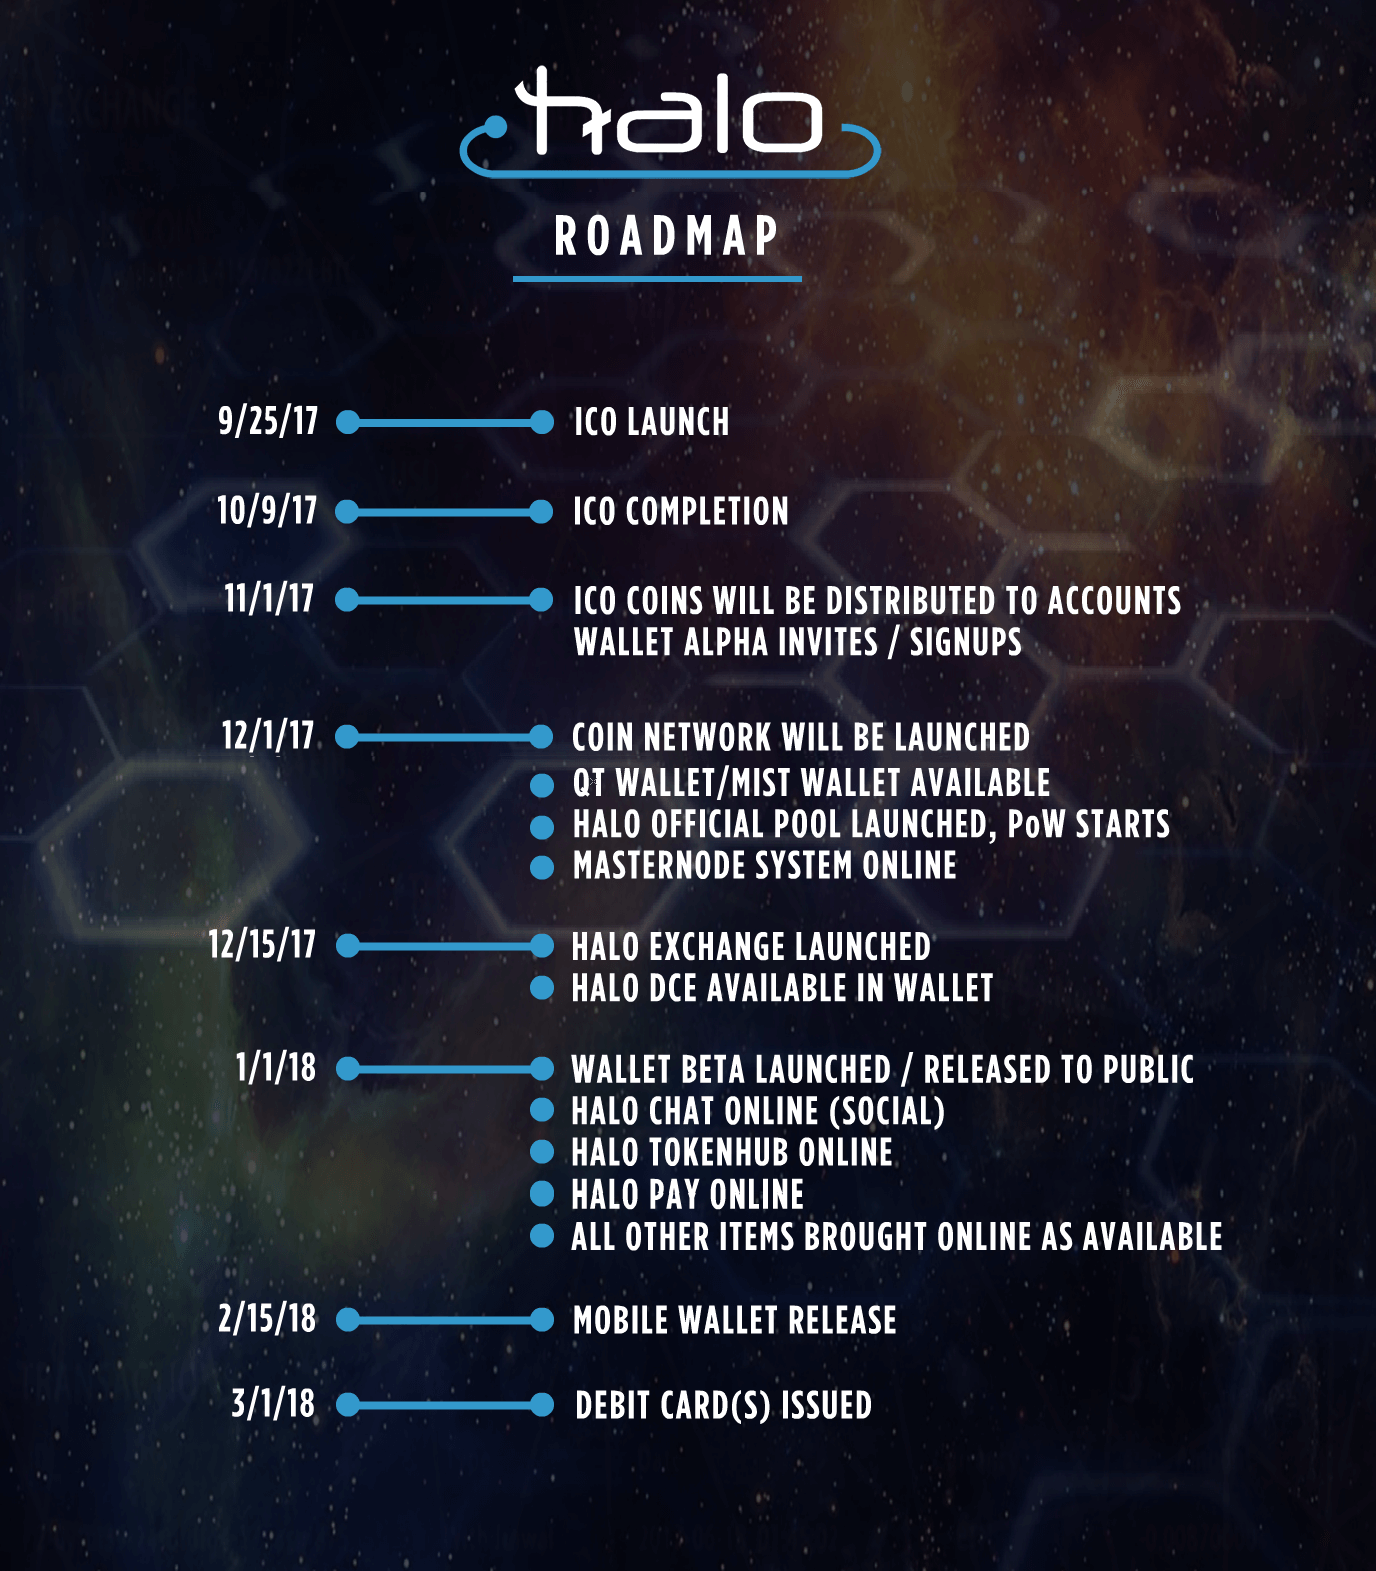 halo
ROADMAP
9/25/17 ICO LAUNCH
10/9/17 ICO COMPLETION
11/1/17 ICO COINS WILL BE DISTRIBUTED TO ACCOUNTS
WALLET ALPHA INVITES / SIGNUPS
12/1/17 COIN NETWORK WILL BE LAUNCHED
QT WALLET/MIST WALLET AVAILABLE
HALO OFFICIAL POOL LAUNCHED, PoW STARTS
MASTERNODE SYSTEM ONLINE
12/15/17 HALO EXCHANGE LAUNCHED
HALO DCE AVAILABLE IN WALLET
1/1/18 WALLET BETA LAUNCHED / RELEASED TO PUBLIC
HALO CHAT ONLINE (SOCIAL)
HALO TOKENHUB ONLINE
HALO PAY ONLINE
ALL OTHER ITEMS BROUGHT ONLINE AS AVAILABLE
2/15/18 MOBILE WALLET RELEASE
3/1/18 DEBIT CARD(S) ISSUED